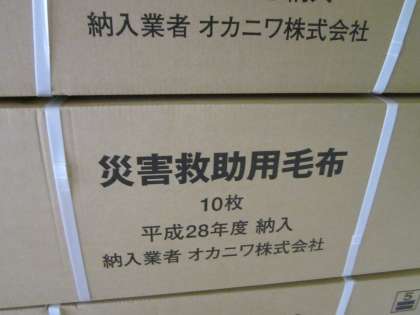 納入業者 オカニワ株式会社
災害救助用毛布
10枚
平成28年度 納入
納入業者 オカニワ株式会社
5